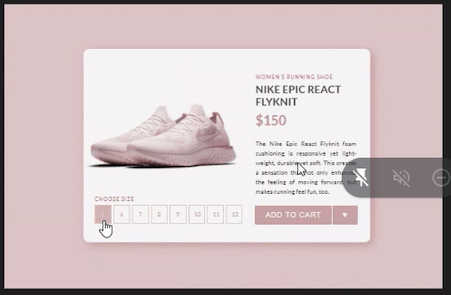 WOMEN'S RUNNING SHOE
NIKE EPIC REACT
FLYKNIT
$150
The Nike Epic React Flyknit foam
cushioning is responsive yet light-
weight, durable yet soft. This creates
a sensation that not only enhances
the feeling of moving forward, but
makes running feel fun, too.
CHOOSE SIZE
6 7 8 9 10 11 12
ADD TO CART